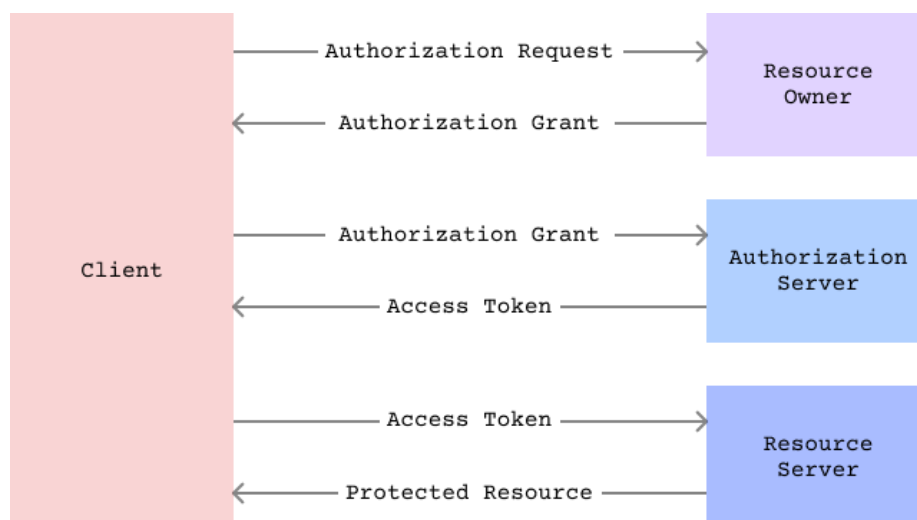 Authorization Request
Resource
Owner
Authorization Grant
Authorization Grant
Client
Authorization
Server
Access Token
Access Token
Resource
Server
Protected Resource